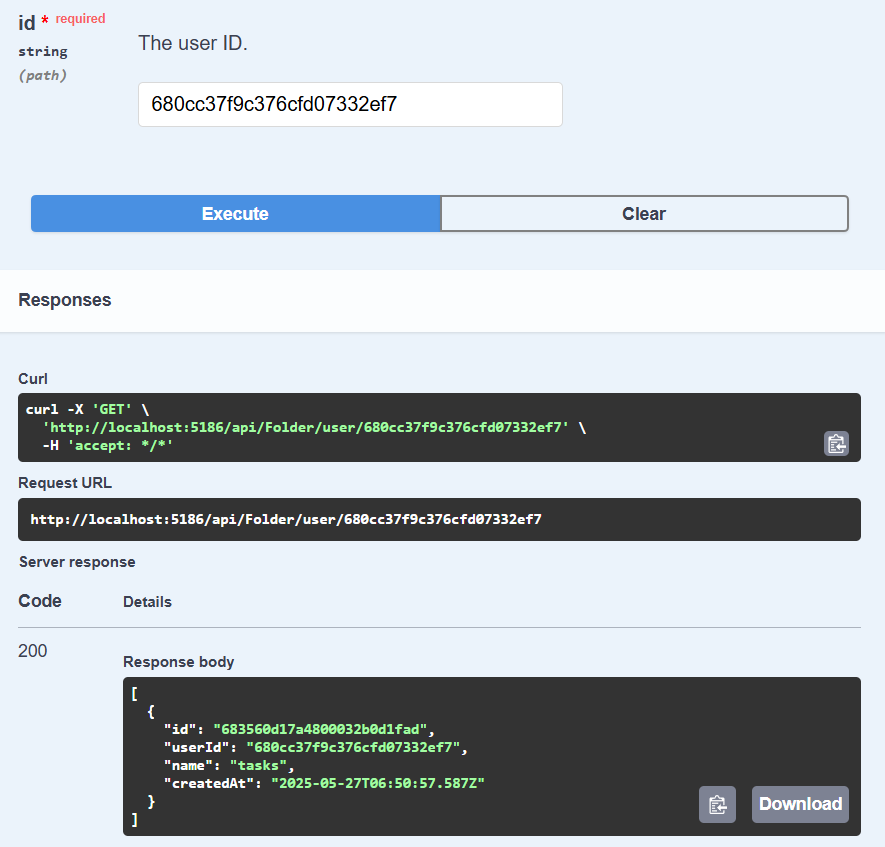 id * required
string
(path)
The user ID.
680cc37f9c376cfd07332ef7
Execute
Clear
Responses
Curl
curl -X 'GET' \
  'http://localhost:5186/api/Folder/user/680cc37f9c376cfd07332ef7' \
  -H 'accept: */*'
Request URL
http://localhost:5186/api/Folder/user/680cc37f9c376cfd07332ef7
Server response
Code Details
200
Response body
[
  {
    "id": "683560d17a4800032b0d1fad",
    "userId": "680cc37f9c376cfd07332ef7",
    "name": "tasks",
    "createdAt": "2025-05-27T06:50:57.587Z"
  }
]
Download